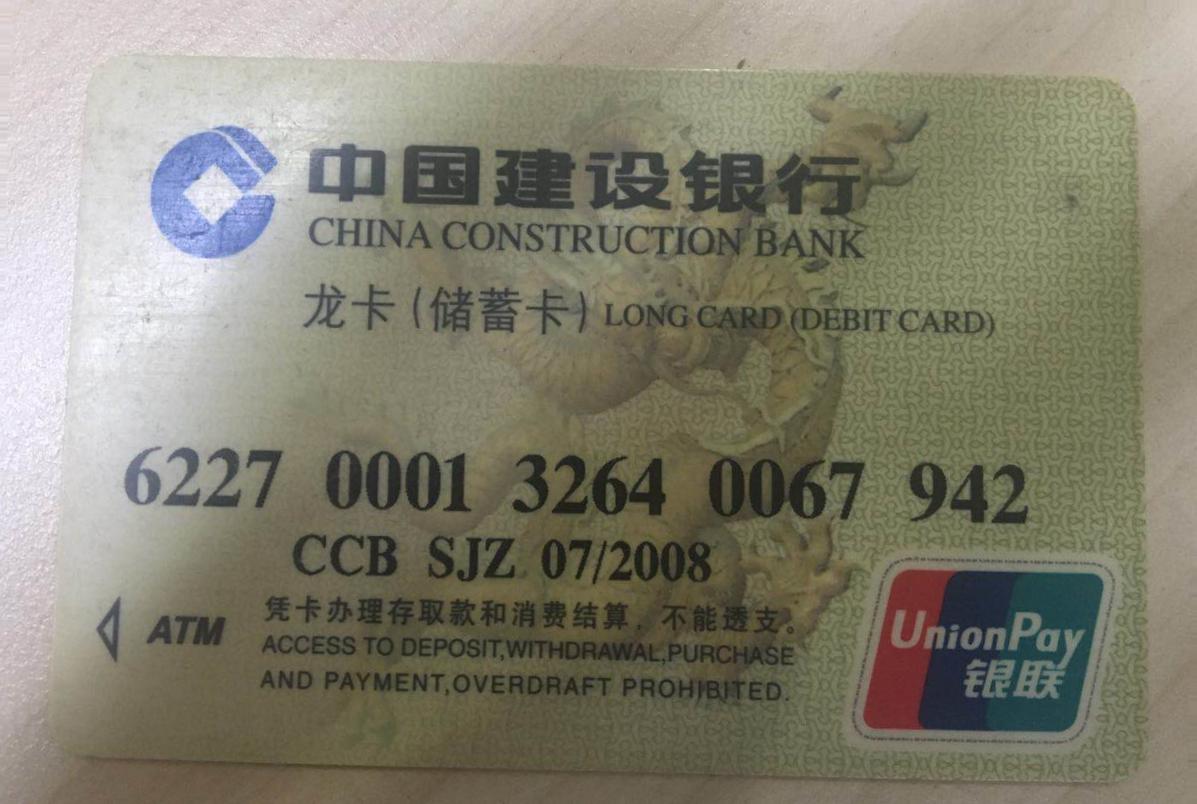 中国建设银行
CHINA CONSTRUCTION BANK
龙卡(储蓄卡) LONG CARD (DEBIT CARD)
6227 0001 3264 0067 942
CCB SJZ 07/2008
ATM
凭卡办理存取款和消费结算．不能透支。
ACCESS TO DEPOSIT,WITHDRAWAL,PURCHASE
AND PAYMENT,OVERDRAFT PROHIBITED.
UnionPay
银联